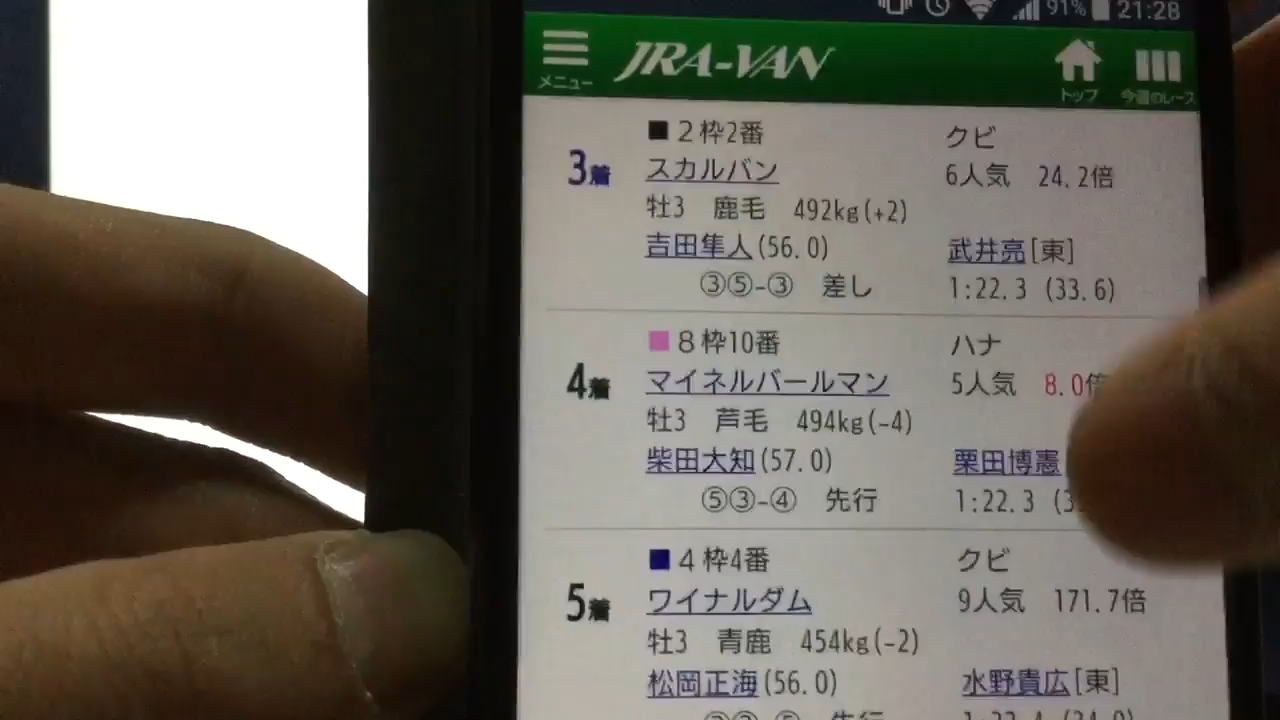 91% 21:28
メニュー
JRA-VAN
トップ
今週のレース
3着
2枠2番
クビ
スカルバン
6人気 24.2倍
牡3 鹿毛 492kg(+2)
吉田隼人(56.0)
武井亮[東]
③⑤-③ 差し
1:22.3 (33.6)
4着
8枠10番
ハナ
マイネルバールマン
5人気 8.0倍
牡3 芦毛 494kg(-4)
柴田大知(57.0)
栗田博憲
⑤③-④ 先行
1:22.3 (3
5着
4枠4番
クビ
ワイナルダム
9人気 171.7倍
牡3 青鹿 454kg(-2)
松岡正海(56.0)
水野貴広[東]